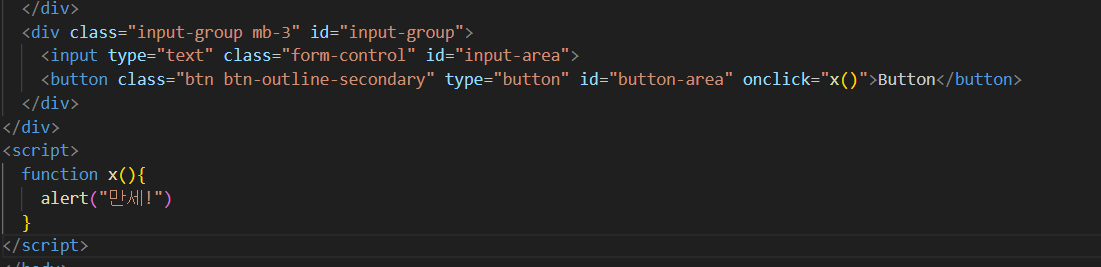 </div>
<div class="input-group mb-3" id="input-group">
<input type="text" class="form-control" id="input-area">
<button class="btn btn-outline-secondary" type="button" id="button-area" onclick="x()">Button</button>
</div>
</div>
<script>
function x(){
alert("만세!")
}
</script>
</body>